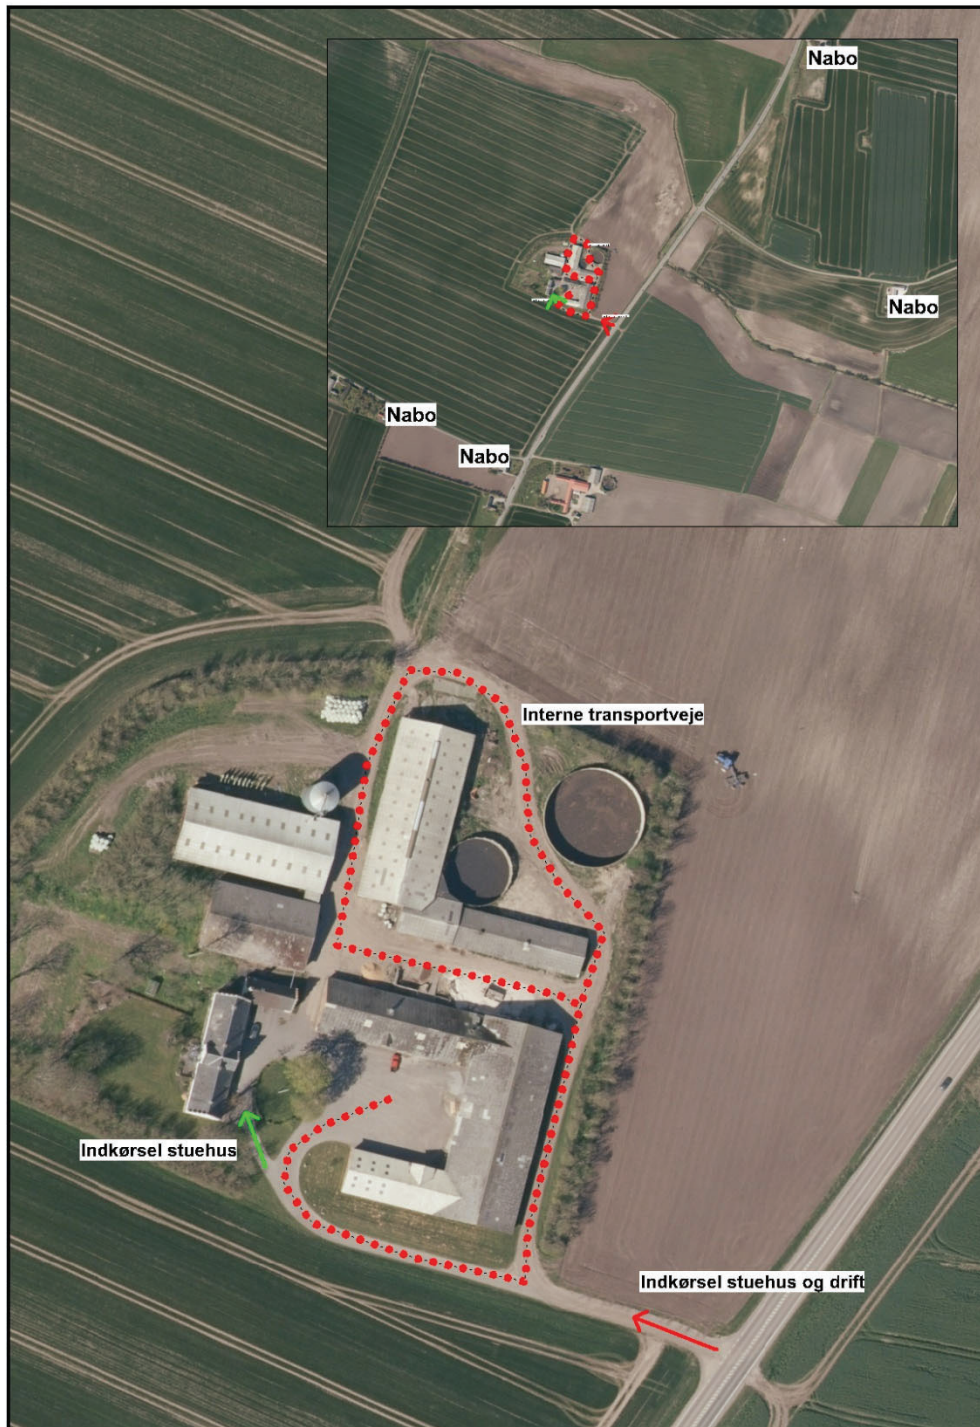 Nabo
Nabo
Nabo
Nabo
Interne transportveje
Indkørsel stuehus
Indkørsel stuehus og drift